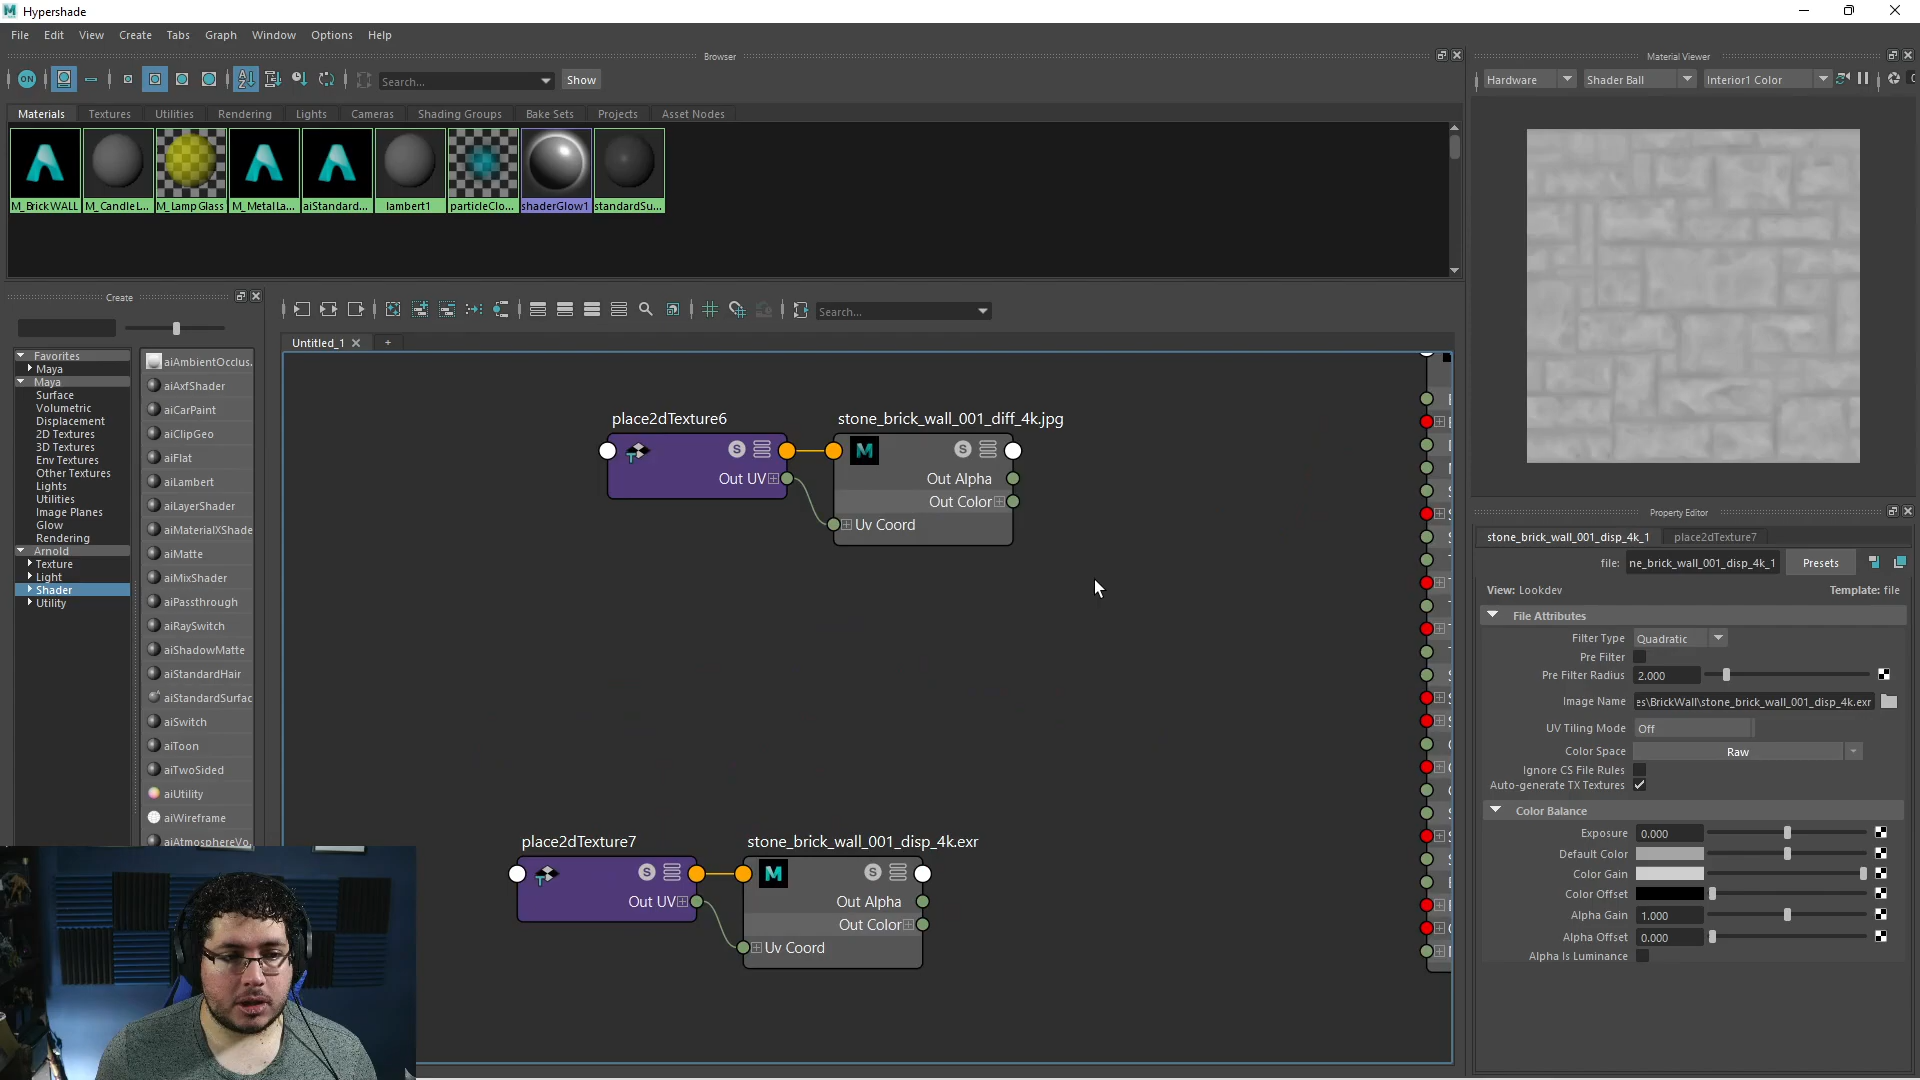 Hypershade
File Edit View Create Tabs Graph Window Options Help
Browser
ON
Search...
Show
Materials Textures Utilities Rendering Lights Cameras Shading Groups Bake Sets Projects Asset Nodes
M_BrickWALL M_CandleL... M_LampGlass M_MetalLa... aiStandard... lambert1 particleClo... shaderGlow1 standardSu...
Create
Favorites
Maya
Maya
Surface
Volumetric
Displacement
2D Textures
3D Textures
Env Textures
Other Textures
Lights
Utilities
Image Planes
Glow
Rendering
Arnold
Texture
Light
Shader
Utility
aiAmbientOcclus.
aiAxfShader
aiCarPaint
aiClipGeo
aiFlat
aiLambert
aiLayerShader
aiMaterialXShade
aiMatte
aiMixShader
aiPassthrough
aiRaySwitch
aiShadowMatte
aiStandardHair
aiStandardSurfac
aiSwitch
aiToon
aiTwoSided
aiUtility
aiWireframe
aiAtmosphereVo.
Search...
Untitled_1
+
place2dTexture6
Out UV
stone_brick_wall_001_diff_4k.jpg
Out Alpha
Out Color
Uv Coord
place2dTexture7
Out UV
stone_brick_wall_001_disp_4k.exr
Out Alpha
Out Color
Uv Coord
Material Viewer
Hardware Shader Ball Interior1 Color
Property Editor
stone_brick_wall_001_disp_4k_1 place2dTexture7
file: ne_brick_wall_001_disp_4k_1 Presets
View: Lookdev Template: file
File Attributes
Filter Type Quadratic
Pre Filter
Pre Filter Radius 2.000
Image Name es\BrickWall\stone_brick_wall_001_disp_4k.exr
UV Tiling Mode Off
Color Space Raw
Ignore CS File Rules
Auto-generate TX Textures
Color Balance
Exposure 0.000
Default Color
Color Gain
Color Offset
Alpha Gain 1.000
Alpha Offset 0.000
Alpha Is Luminance